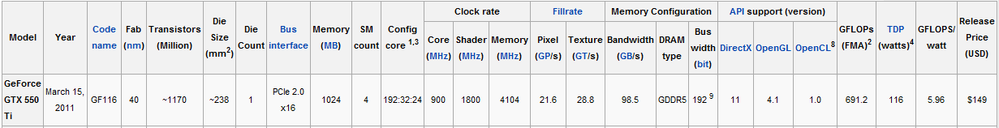 Model Year Code name Fab (nm) Transistors (Million) Die Size (mm2) Die Count Bus interface Memory (MB) SM count Config core 1,3 Clock rate Fillrate Memory Configuration API support (version) GFLOPs (FMA)2 TDP (watts)4 GFLOPS/watt Release Price (USD)
Core (MHz) Shader (MHz) Memory (MHz) Pixel (GP/s) Texture (GT/s) Bandwidth (GB/s) DRAM type Bus width (bit) DirectX OpenGL OpenCL8
GeForce GTX 550 Ti March 15, 2011 GF116 40 ~1170 ~238 1 PCIe 2.0 x16 1024 4 192:32:24 900 1800 4104 21.6 28.8 98.5 GDDR5 192 9 11 4.1 1.0 691.2 116 5.96 $149